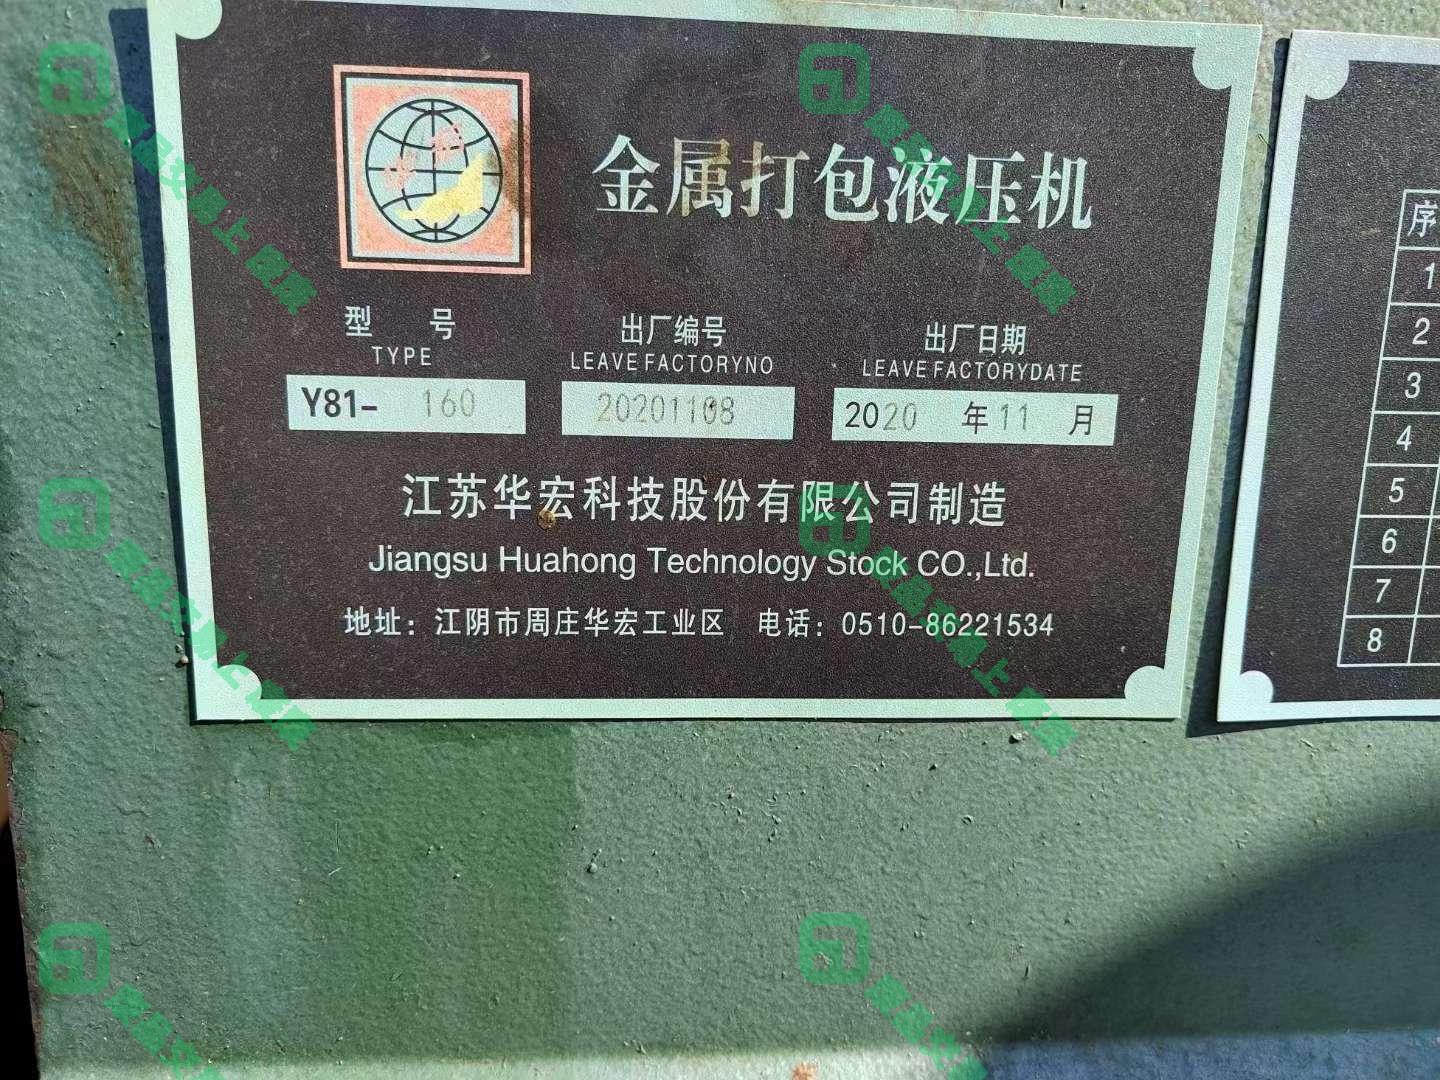 金属打包液压机
型 号
TYPE
出厂编号
LEAVE FACTORYNO
出厂日期
LEAVE FACTORYDATE
Y81- 160
20201108
2020 年 11 月
江苏华宏科技股份有限公司制造
Jiangsu Huahong Technology Stock CO.,Ltd.
地址：江阴市周庄华宏工业区 电话：0510-86221534
序
1
2
3
4
5
6
7
8